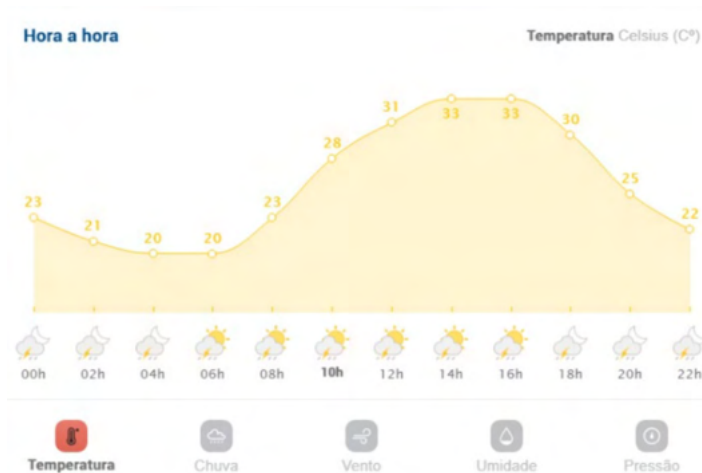 Hora a hora
Temperatura Celsius (Cº)
31
33 33
28
30
23 23
25
21
22
20 20
00h 02h 04h 06h 08h 10h 12h 14h 16h 18h 20h 22h
Temperatura Chuva Vento Umidade Pressão